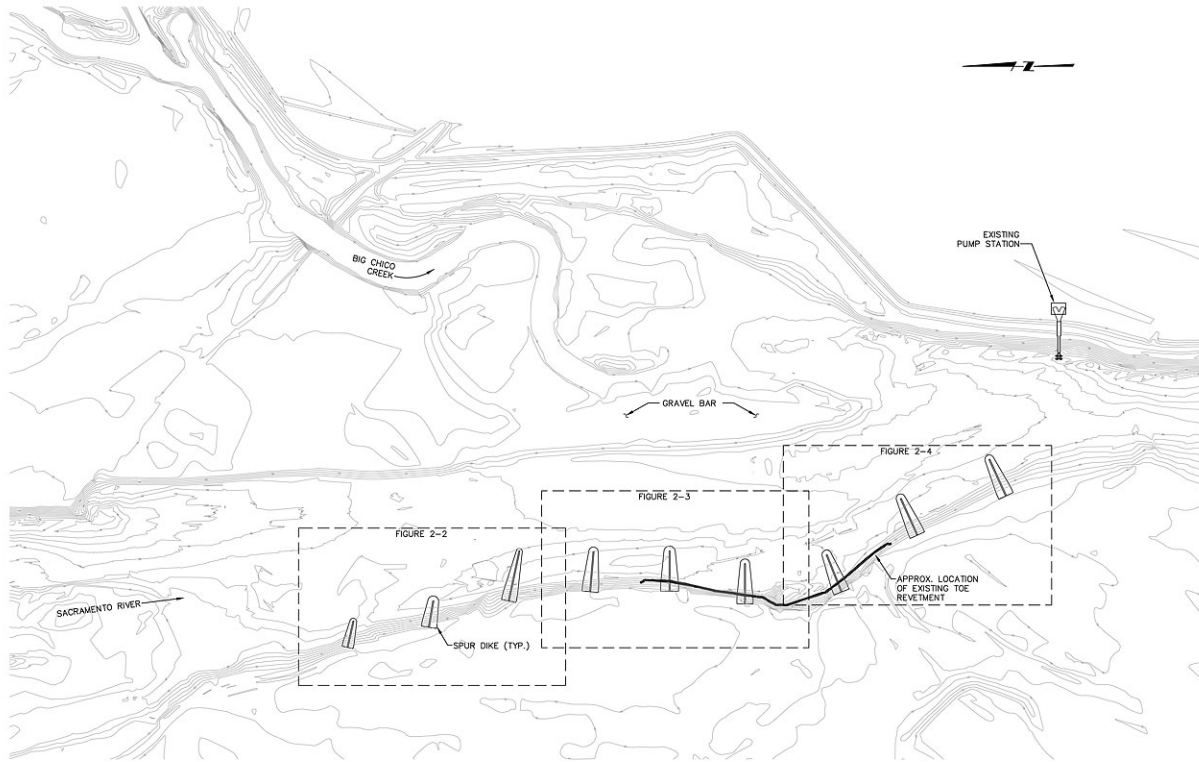 Z
EXISTING
PUMP STATION
BIG CHICO
CREEK
GRAVEL BAR
FIGURE 2-4
FIGURE 2-3
FIGURE 2-2
APPROX. LOCATION
OF EXISTING TOE
REVETMENT
SACRAMENTO RIVER
SPUR DIKE (TYP.)